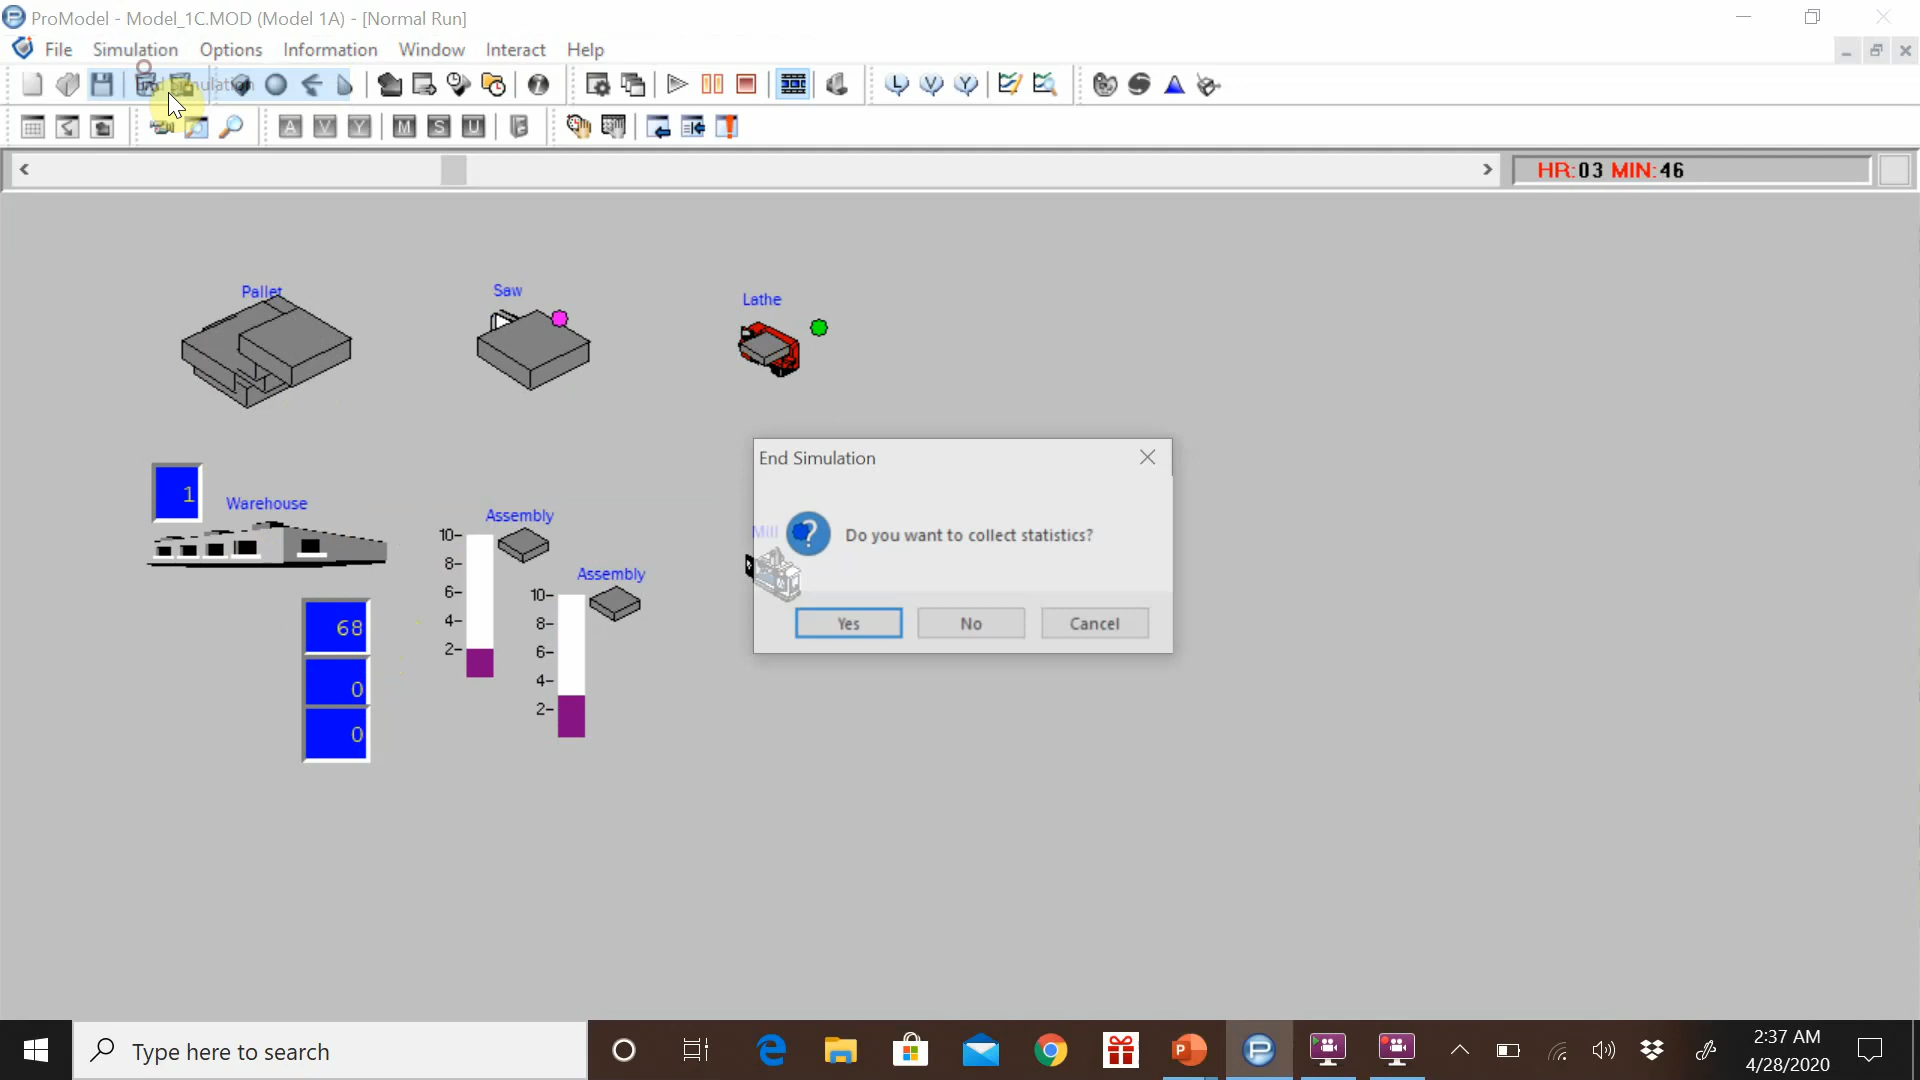 ProModel - Model_1C.MOD (Model 1A) - [Normal Run]
File Simulation Options Information Window Interact Help
End Simulation
A V Y M S U
L V Y
HR:03 MIN:46
Pallet
Saw
Lathe
End Simulation
Do you want to collect statistics?
Yes No Cancel
Mill
1
Warehouse
Assembly
10-
8-
6-
4-
2-
Assembly
10-
8-
6-
4-
2-
68
0
0
Type here to search
2:37 AM
4/28/2020